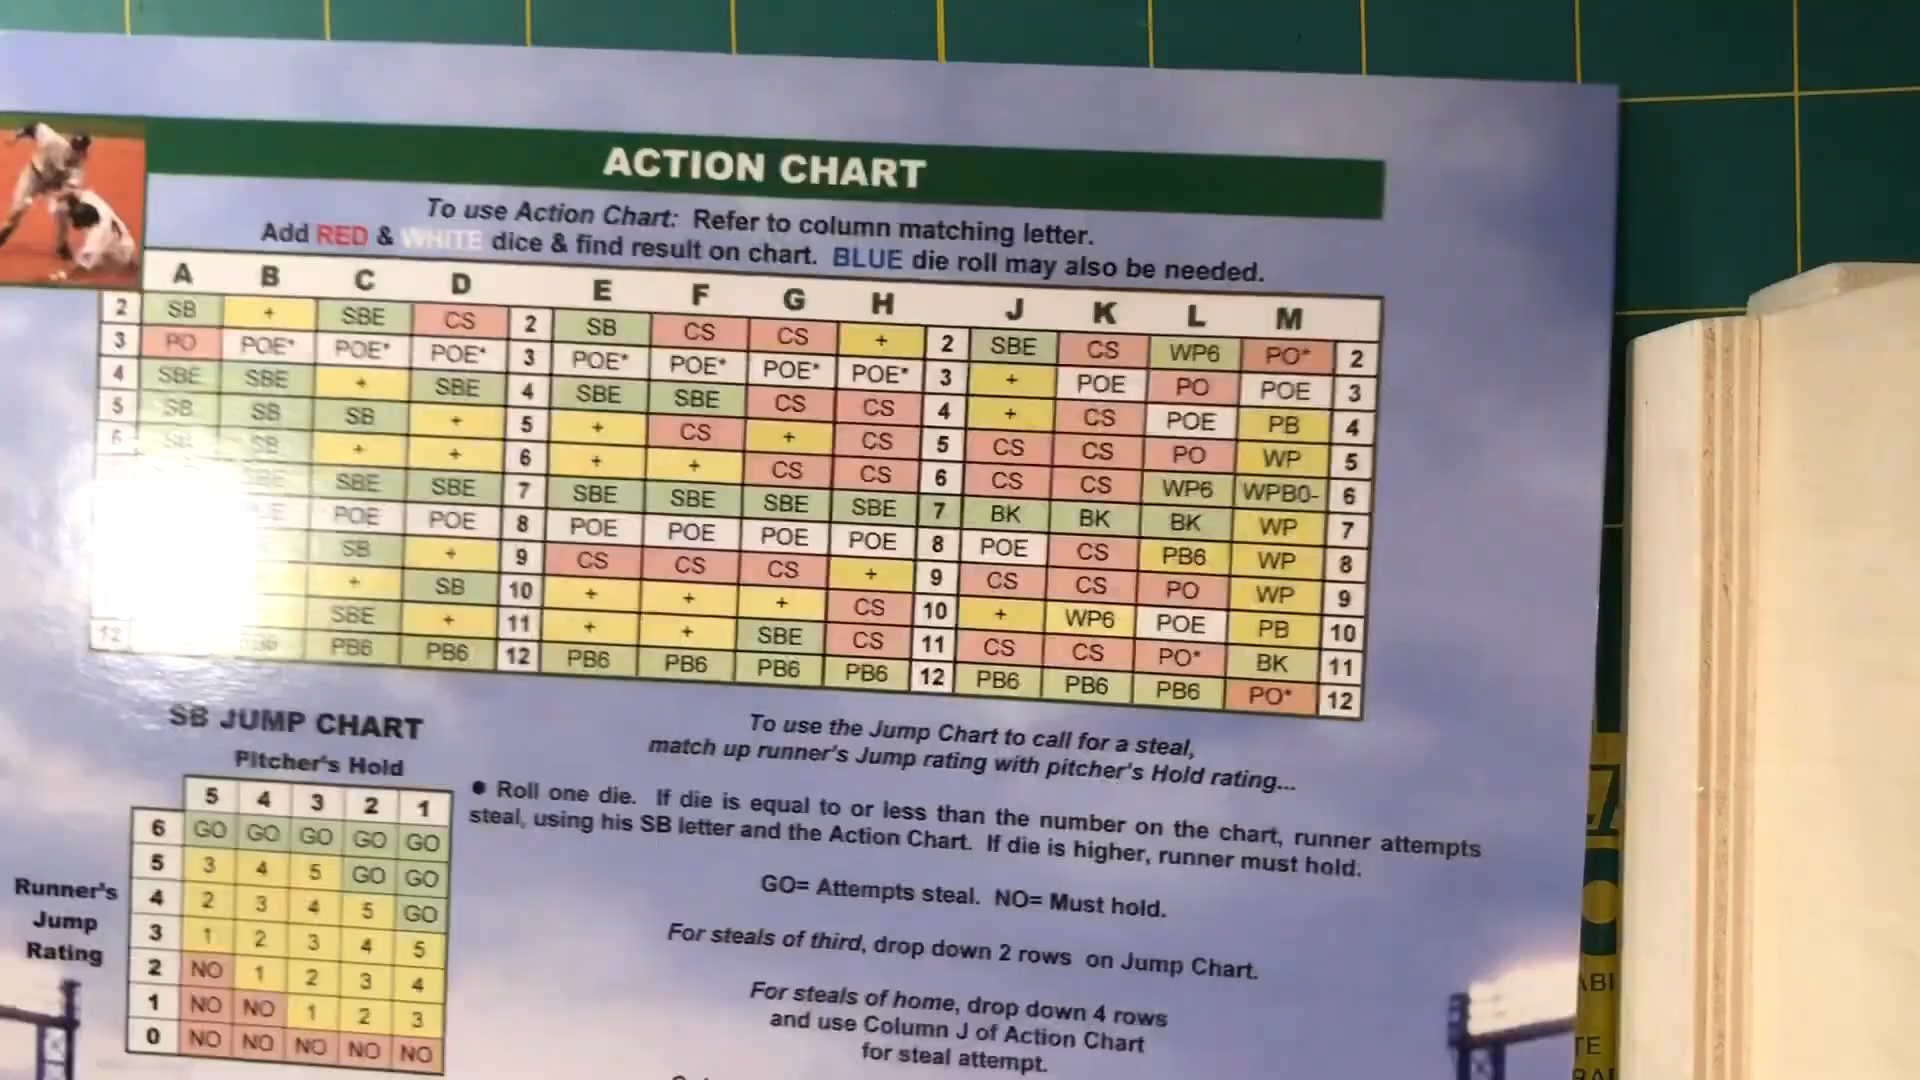 ACTION CHART
To use Action Chart: Refer to column matching letter.
Add RED & WHITE dice & find result on chart. BLUE die roll may also be needed.
A B C D E F G H J K L M
2 SB + SBE CS 2 SB CS CS + 2 SBE CS WP6 PO* 2
3 PO POE* POE* POE* 3 POE* POE* POE* POE* 3 + POE PO POE 3
4 SBE SBE + SBE 4 SBE SBE CS CS 4 + CS POE PB 4
5 SB SB SB + 5 + CS + CS 5 CS CS PO WP 5
6 SB SB + + 6 + + CS CS 6 CS CS WP6 WPB0- 6
SBE SBE 7 SBE SBE SBE SBE 7 BK BK BK WP 7
POE POE 8 POE POE POE POE 8 POE CS PB6 WP 8
SB + 9 CS CS CS + 9 CS CS PO WP 9
+ SB 10 + + + CS 10 + WP6 POE PB 10
SBE + 11 + + SBE CS 11 CS CS PO* BK 11
12 PB6 PB6 12 PB6 PB6 PB6 PB6 12 PB6 PB6 PB6 PO* 12
SB JUMP CHART
Pitcher's Hold
5 4 3 2 1
6 GO GO GO GO GO
5 3 4 5 GO GO
4 2 3 4 5 GO
3 1 2 3 4 5
2 NO 1 2 3 4
1 NO NO 1 2 3
0 NO NO NO NO NO
Runner's
Jump
Rating
To use the Jump Chart to call for a steal,
match up runner's Jump rating with pitcher's Hold rating...
● Roll one die. If die is equal to or less than the number on the chart, runner attempts
steal, using his SB letter and the Action Chart. If die is higher, runner must hold.
GO= Attempts steal. NO= Must hold.
For steals of third, drop down 2 rows on Jump Chart.
For steals of home, drop down 4 rows
and use Column J of Action Chart
for steal attempt.